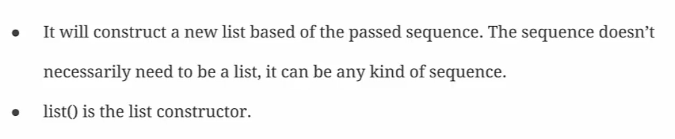 ● It will construct a new list based of the passed sequence. The sequence doesn’t
necessarily need to be a list, it can be any kind of sequence.
● list() is the list constructor.